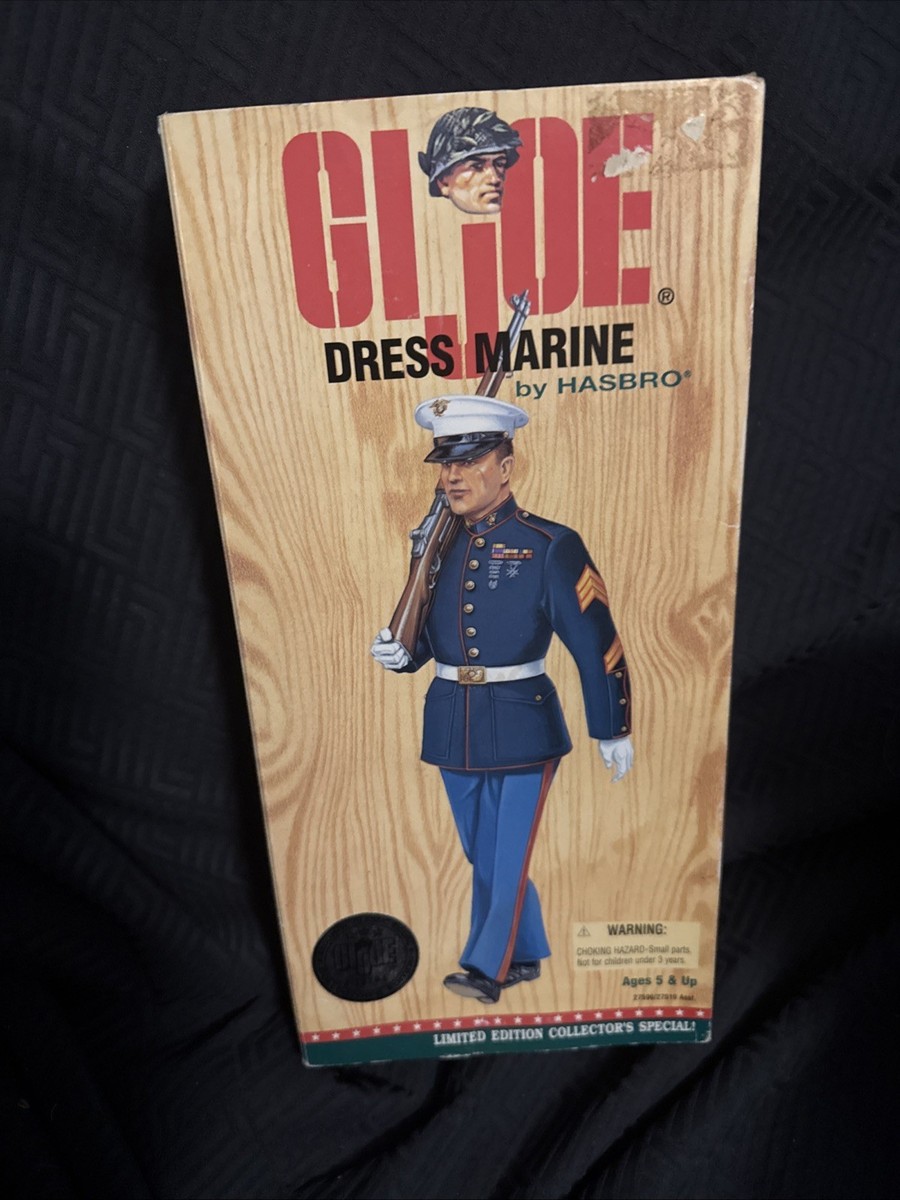 GI JOE®
DRESS MARINE
by HASBRO®
WARNING:
CHOKING HAZARD-Small parts.
Not for children under 3 years.
Ages 5 & Up
Asst.
LIMITED EDITION COLLECTOR'S SPECIAL!